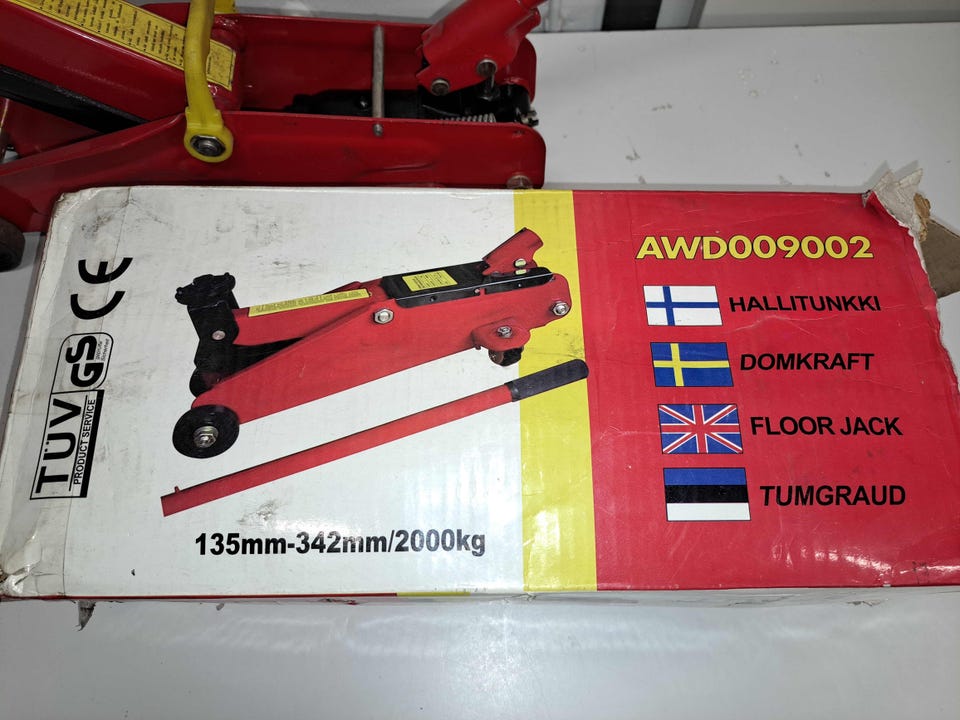 CE
TÜV
PRODUCT SERVICE
GS
135mm-342mm/2000kg
AWD009002
HALLITUNKKI
DOMKRAFT
FLOOR JACK
TUMGRAUD